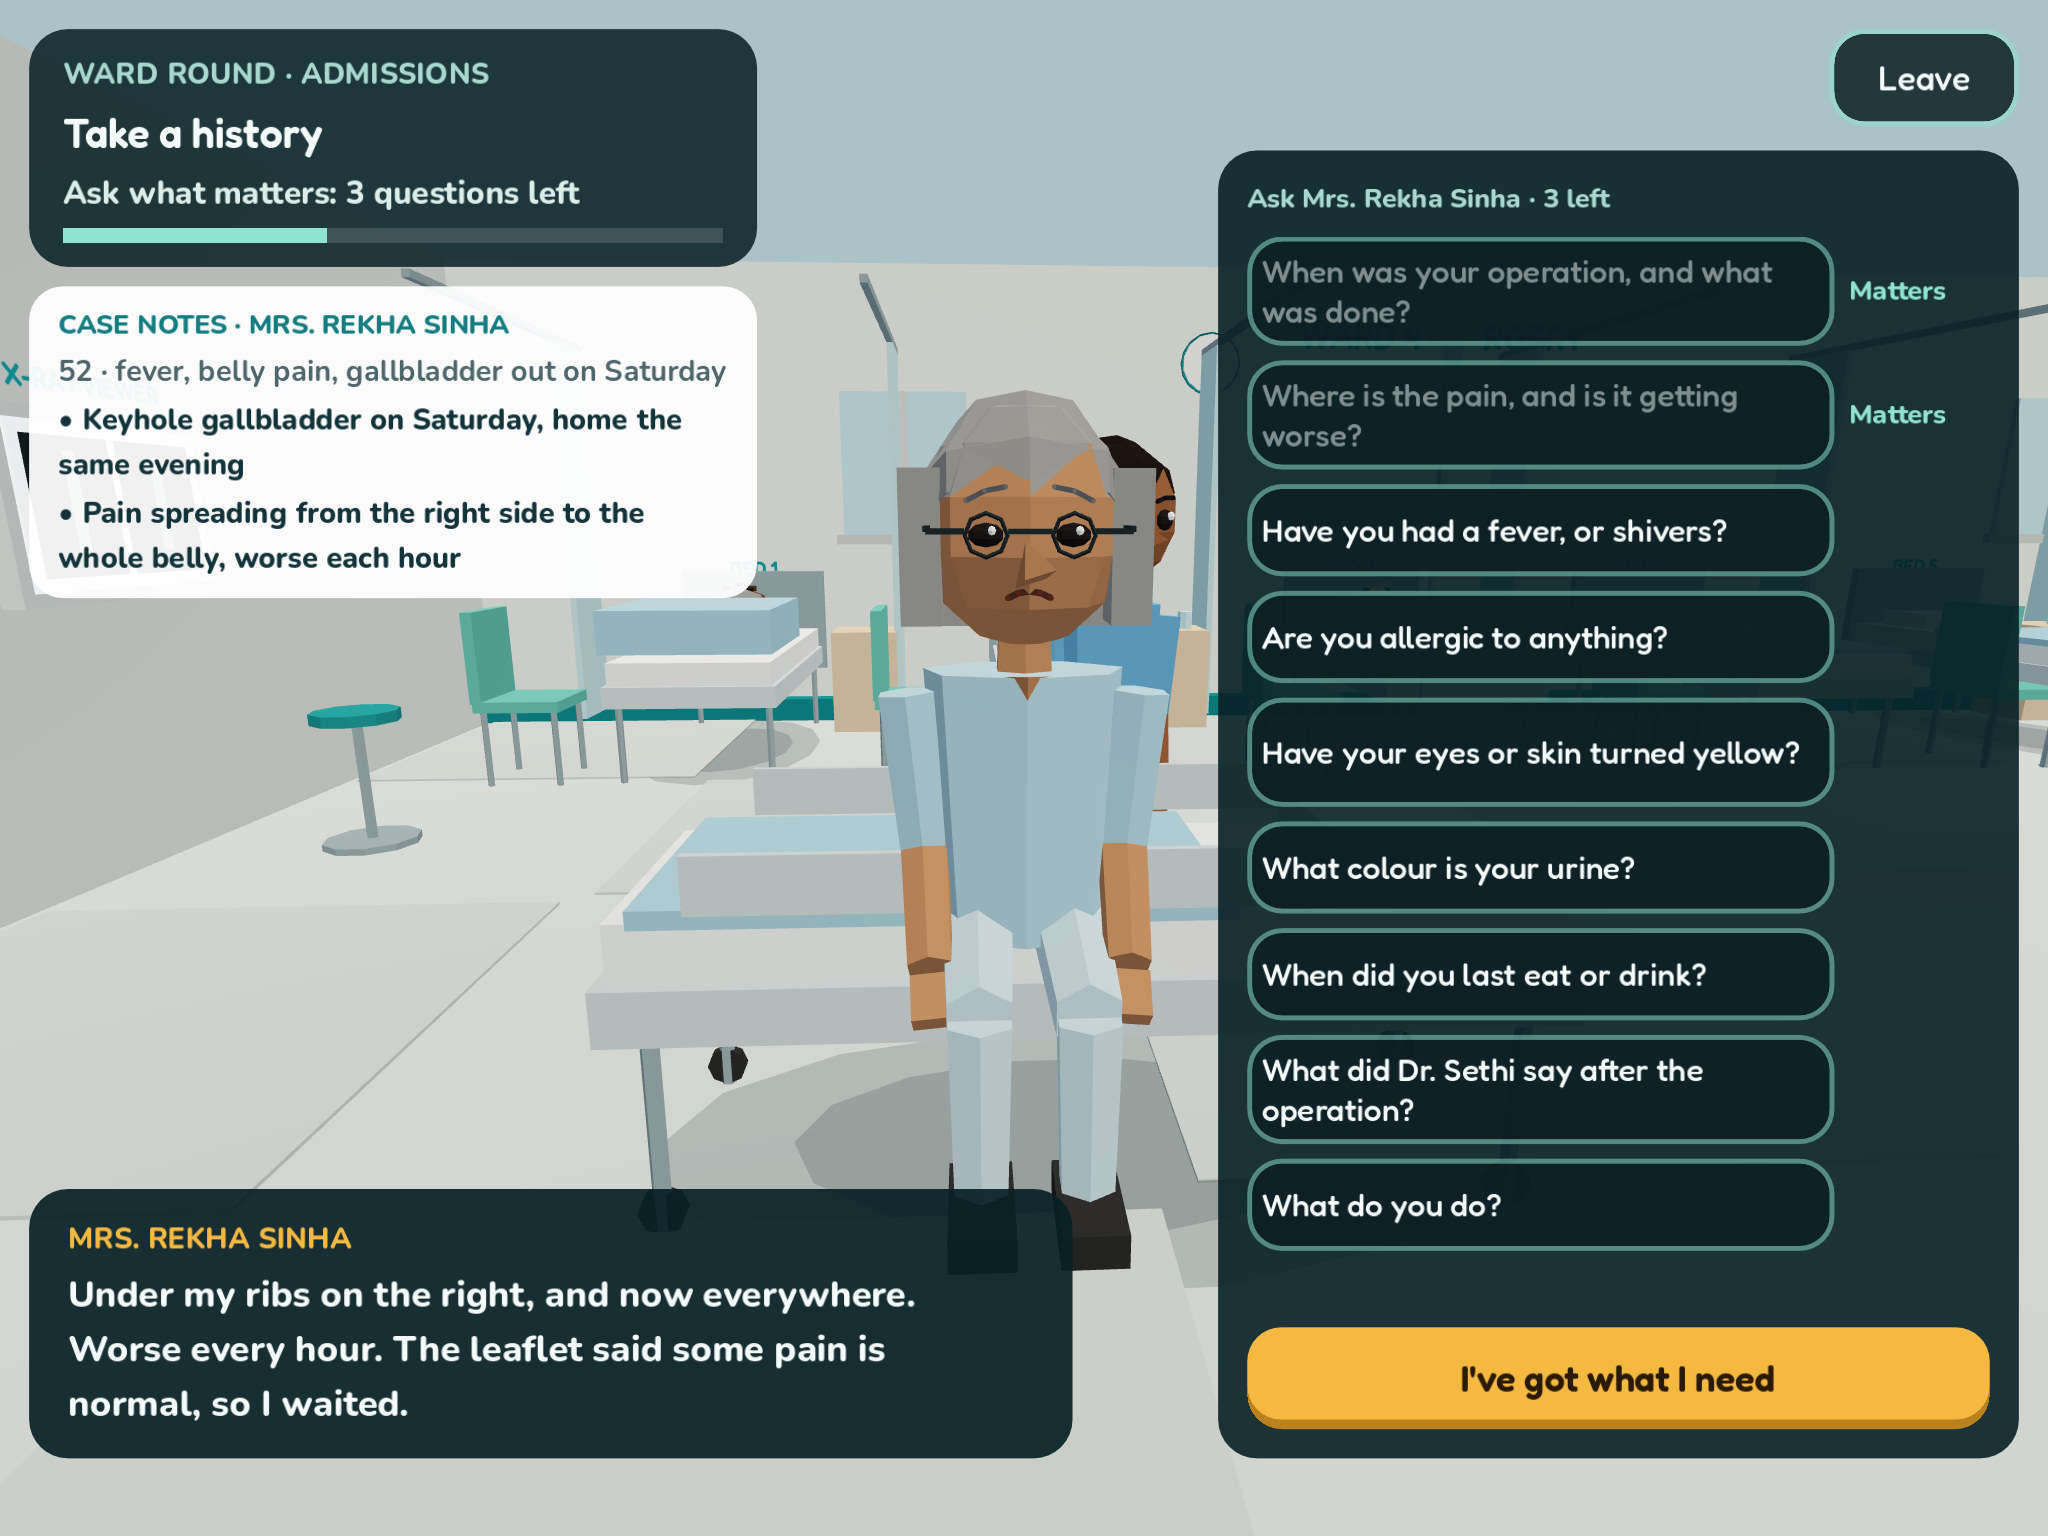 WARD ROUND · ADMISSIONS
Take a history
Ask what matters: 3 questions left
CASE NOTES · MRS. REKHA SINHA
52 · fever, belly pain, gallbladder out on Saturday
• Keyhole gallbladder on Saturday, home the
same evening
• Pain spreading from the right side to the
whole belly, worse each hour
X-RAY VIEWER
BED 1
BED 5
MRS. REKHA SINHA
Under my ribs on the right, and now everywhere.
Worse every hour. The leaflet said some pain is
normal, so I waited.
Leave
Ask Mrs. Rekha Sinha · 3 left
When was your operation, and what
was done?
Matters
Where is the pain, and is it getting
worse?
Matters
Have you had a fever, or shivers?
Are you allergic to anything?
Have your eyes or skin turned yellow?
What colour is your urine?
When did you last eat or drink?
What did Dr. Sethi say after the
operation?
What do you do?
I've got what I need